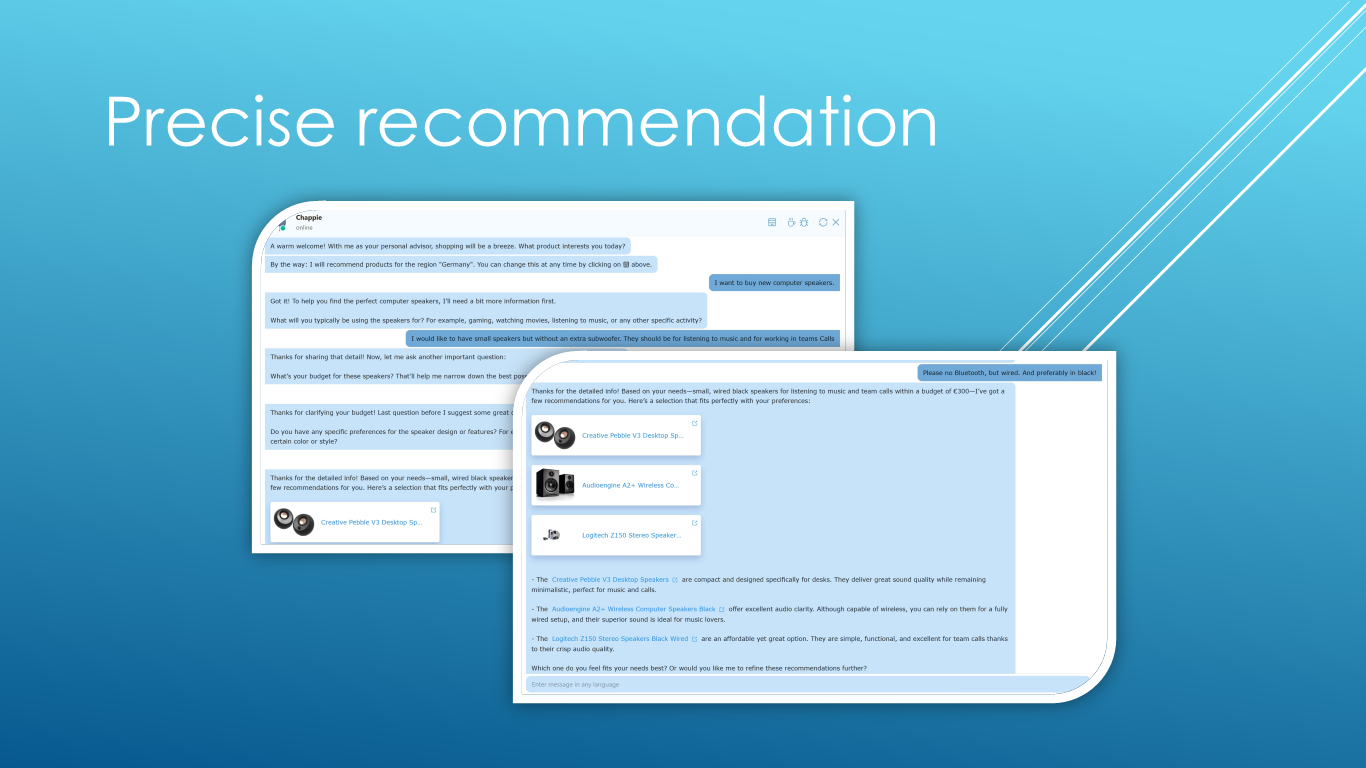 Precise recommendation
Chappie
online
A warm welcome! With me as your personal advisor, shopping will be a breeze. What product interests you today?
By the way: I will recommend products for the region "Germany". You can change this at any time by clicking on above.
I want to buy new computer speakers.
Got it! To help you find the perfect computer speakers, I'll need a bit more information first.
What will you typically be using the speakers for? For example, gaming, watching movies, listening to music, or any other specific activity?
I would like to have small speakers but without an extra subwoofer. They should be for listening to music and for working in teams Calls
Thanks for sharing that detail! Now, let me ask another important question:
What's your budget for these speakers? That'll help me narrow down the best
Thanks for clarifying your budget! Last question before I suggest some great
Do you have any specific preferences for the speaker design or features? For
certain color or style?
Thanks for the detailed info! Based on your needs—small, wired black
few recommendations for you. Here's a selection that fits perfectly with your
Creative Pebble V3 Desktop Sp...
Please no Bluetooth, but wired. And preferably in black!
Thanks for the detailed info! Based on your needs—small, wired black speakers for listening to music and team calls within a budget of €300—I've got a
few recommendations for you. Here's a selection that fits perfectly with your preferences:
Creative Pebble V3 Desktop Sp...
Audioengine A2+ Wireless Co...
Logitech Z150 Stereo Speaker...
- The Creative Pebble V3 Desktop Speakers are compact and designed specifically for desks. They deliver great sound quality while remaining
minimalistic, perfect for music and calls.
- The Audioengine A2+ Wireless Computer Speakers Black offer excellent audio clarity. Although capable of wireless, you can rely on them for a fully
wired setup, and their superior sound is ideal for music lovers.
- The Logitech Z150 Stereo Speakers Black Wired are an affordable yet great option. They are simple, functional, and excellent for team calls thanks
to their crisp audio quality.
Which one do you feel fits your needs best? Or would you like me to refine these recommendations further?
Enter message in any language